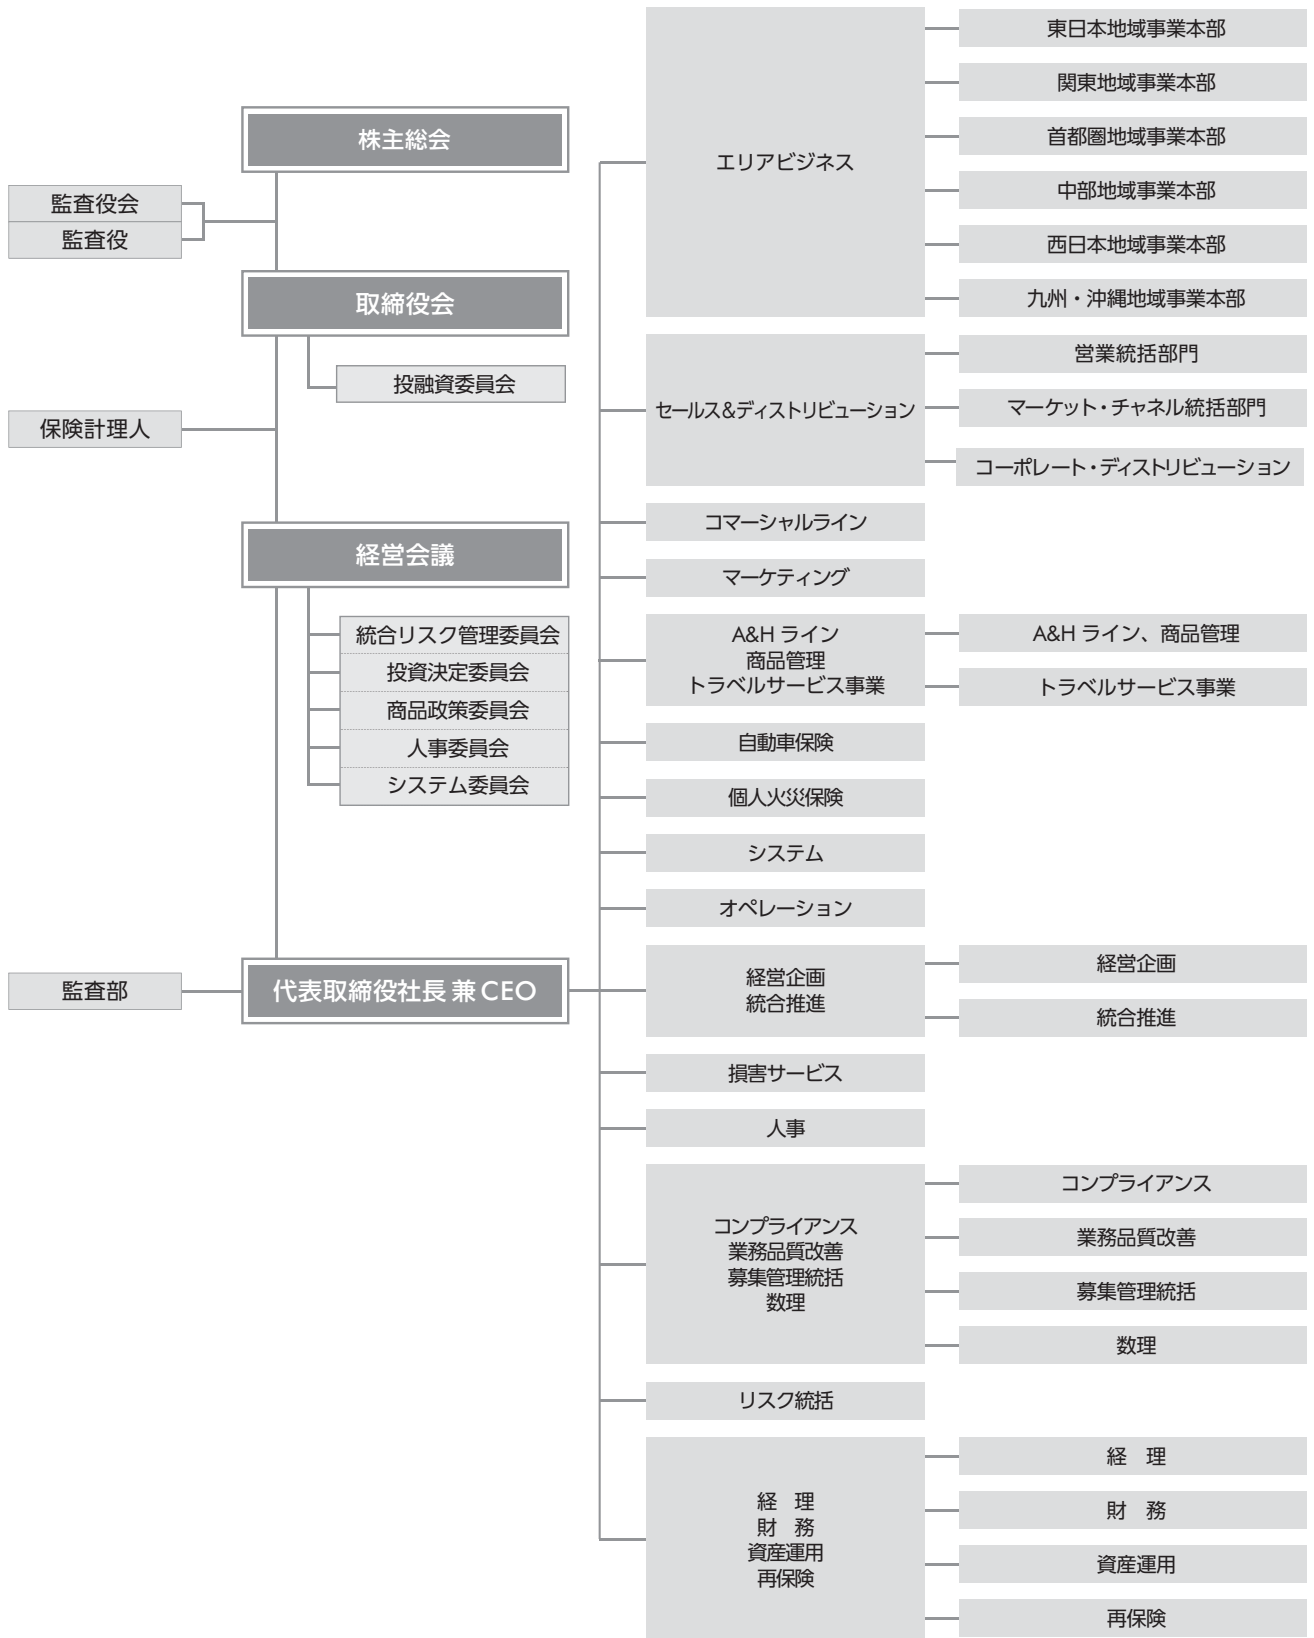 株主総会
監査役会
監査役
取締役会
投融資委員会
保険計理人
経営会議
統合リスク管理委員会
投資決定委員会
商品政策委員会
人事委員会
システム委員会
監査部
代表取締役社長 兼 CEO
エリアビジネス
東日本地域事業本部
関東地域事業本部
首都圏地域事業本部
中部地域事業本部
西日本地域事業本部
九州・沖縄地域事業本部
セールス&ディストリビューション
営業統括部門
マーケット・チャネル統括部門
コーポレート・ディストリビューション
コマーシャルライン
マーケティング
A&H ライン
商品管理
トラベルサービス事業
A&H ライン、商品管理
トラベルサービス事業
自動車保険
個人火災保険
システム
オペレーション
経営企画
統合推進
経営企画
統合推進
損害サービス
人事
コンプライアンス
業務品質改善
募集管理統括
数理
コンプライアンス
業務品質改善
募集管理統括
数理
リスク統括
経　理
財　務
資産運用
再保険
経　理
財　務
資産運用
再保険